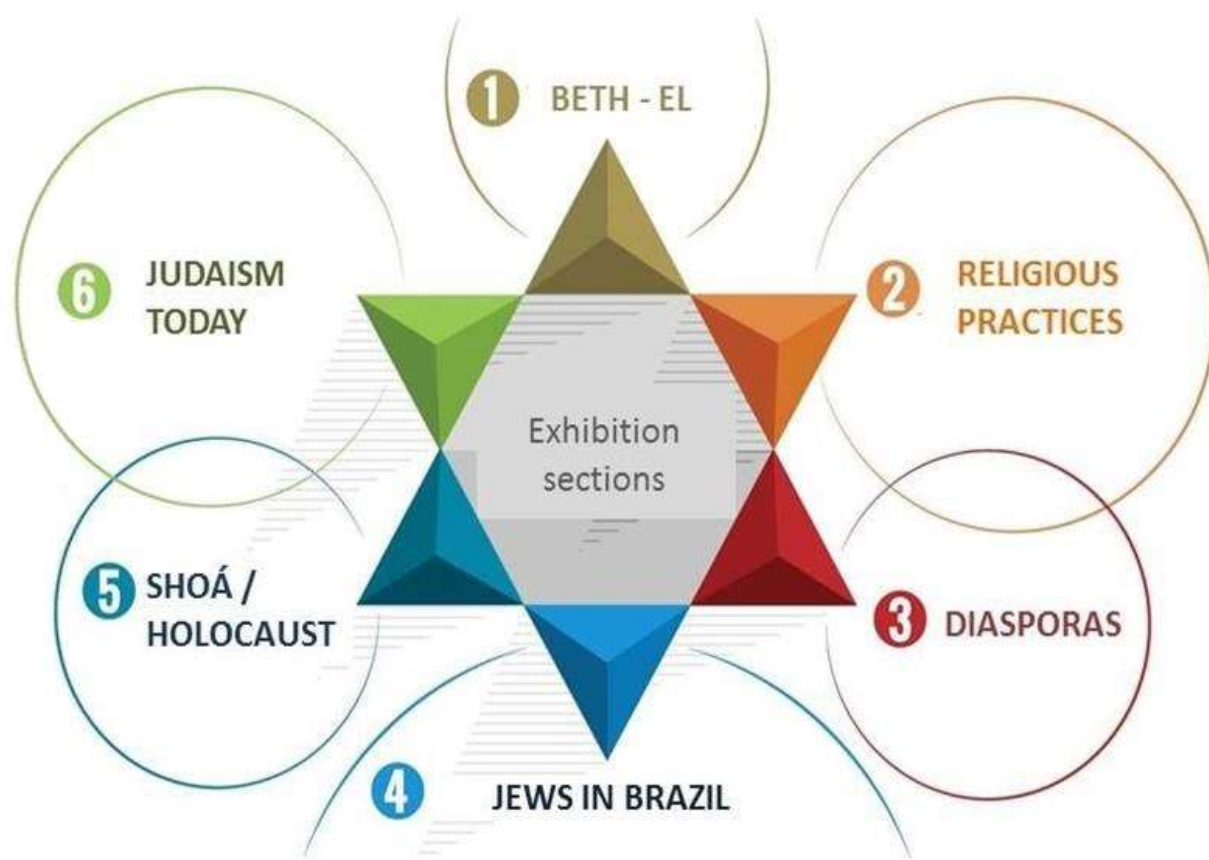 1 BETH - EL
2 RELIGIOUS
PRACTICES
3 DIASPORAS
4 JEWS IN BRAZIL
5 SHOÁ /
HOLOCAUST
6 JUDAISM
TODAY
Exhibition
sections